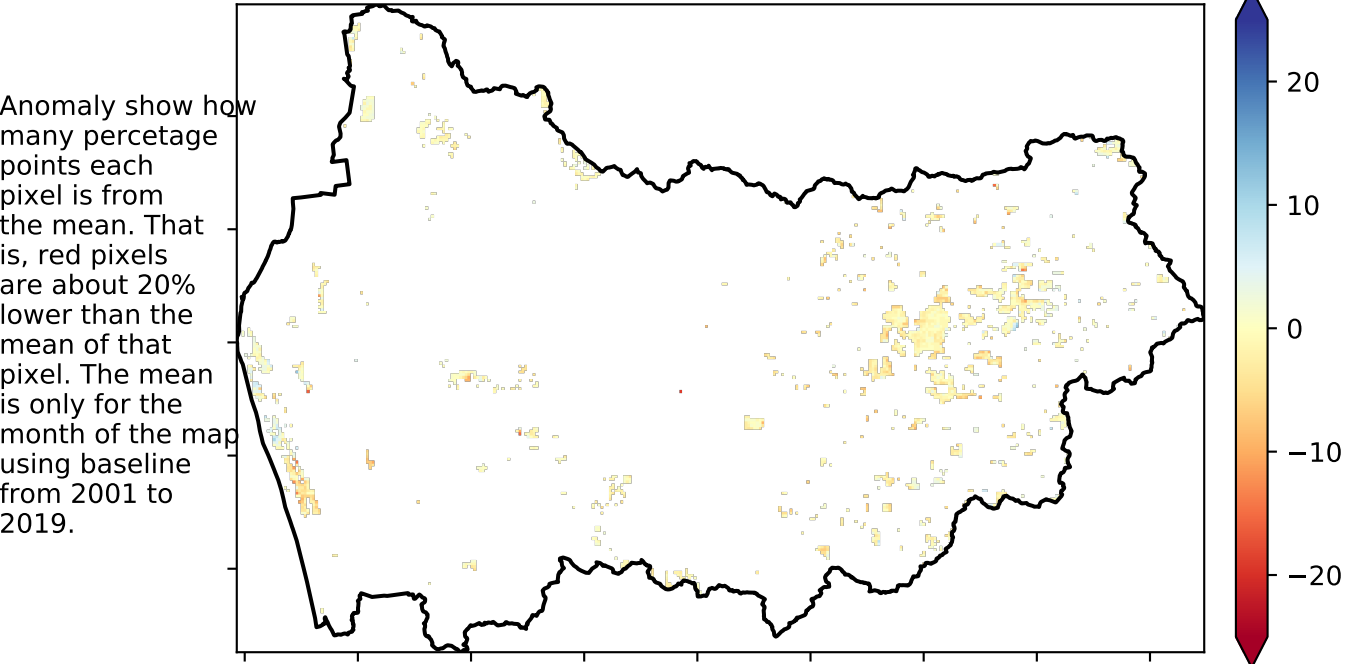 Anomaly show how
many percetage
points each
pixel is from
the mean. That
is, red pixels
are about 20%
lower than the
mean of that
pixel. The mean
is only for the
month of the map
using baseline
from 2001 to
2019.
20
10
0
−10
−20